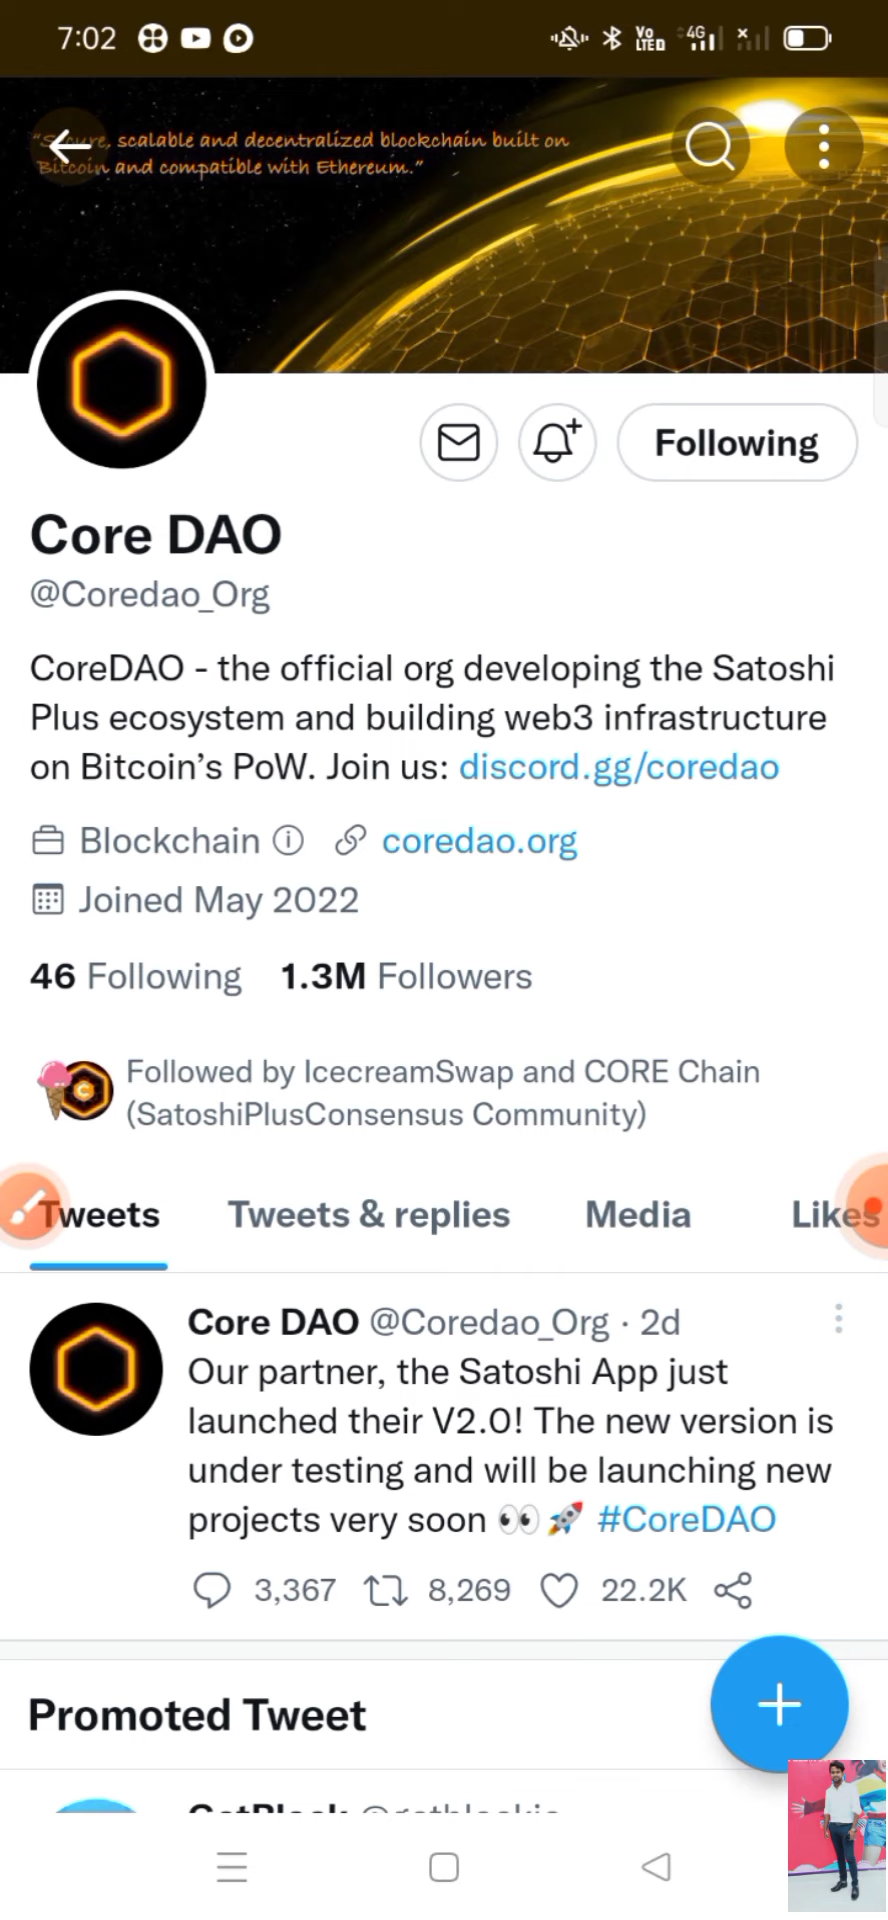 7:02
Vo LTED 4G
“Secure, scalable and decentralized blockchain built on
Bitcoin and compatible with Ethereum.”
Following
Core DAO
@Coredao_Org
CoreDAO - the official org developing the Satoshi
Plus ecosystem and building web3 infrastructure
on Bitcoin’s PoW. Join us: discord.gg/coredao
Blockchain coredao.org
Joined May 2022
46 Following 1.3M Followers
Followed by IcecreamSwap and CORE Chain
(SatoshiPlusConsensus Community)
Tweets Tweets & replies Media Likes
Core DAO @Coredao_Org · 2d
Our partner, the Satoshi App just
launched their V2.0! The new version is
under testing and will be launching new
projects very soon 👀🚀 #CoreDAO
3,367 8,269 22.2K
Promoted Tweet
GetBlock @getblockio